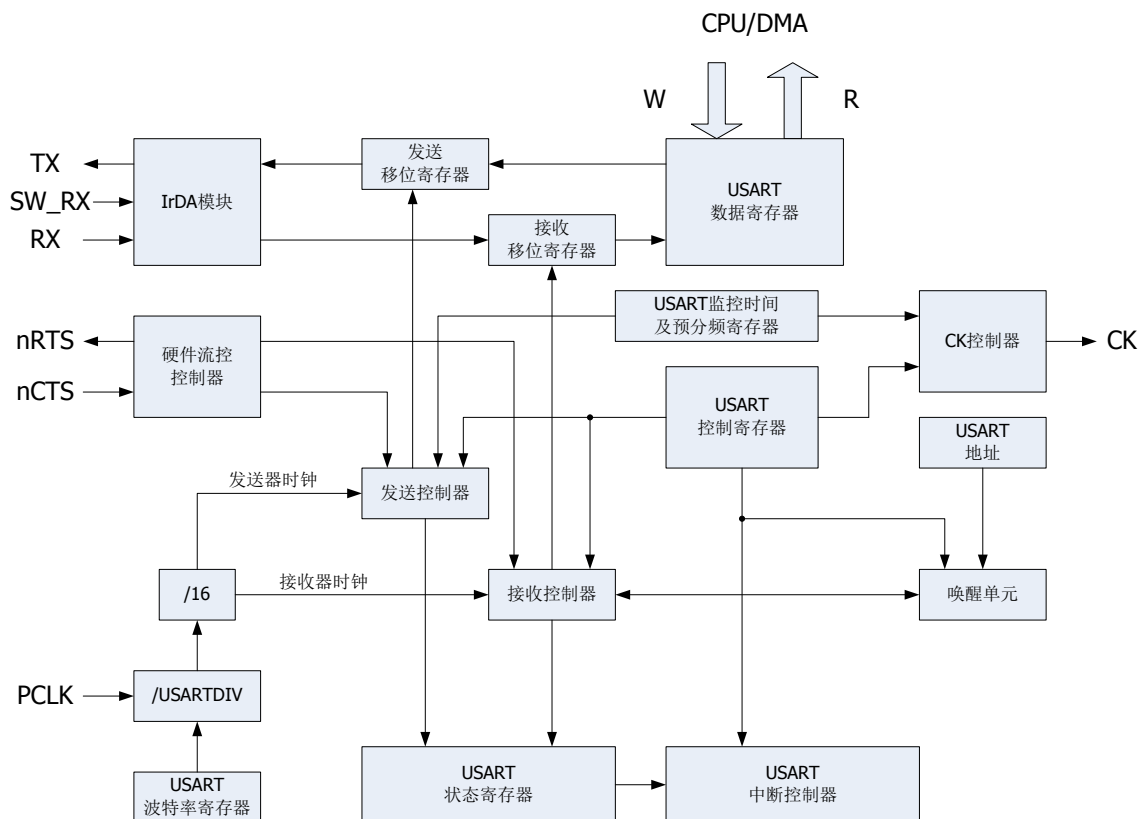 CPU/DMA
W
R
TX
SW_RX
RX
IrDA模块
发送
移位寄存器
接收
移位寄存器
USART
数据寄存器
USART监控时间
及预分频寄存器
CK控制器
CK
nRTS
nCTS
硬件流控
控制器
USART
控制寄存器
USART
地址
发送器时钟
发送控制器
/16
接收器时钟
接收控制器
唤醒单元
PCLK
/USARTDIV
USART
波特率寄存器
USART
状态寄存器
USART
中断控制器